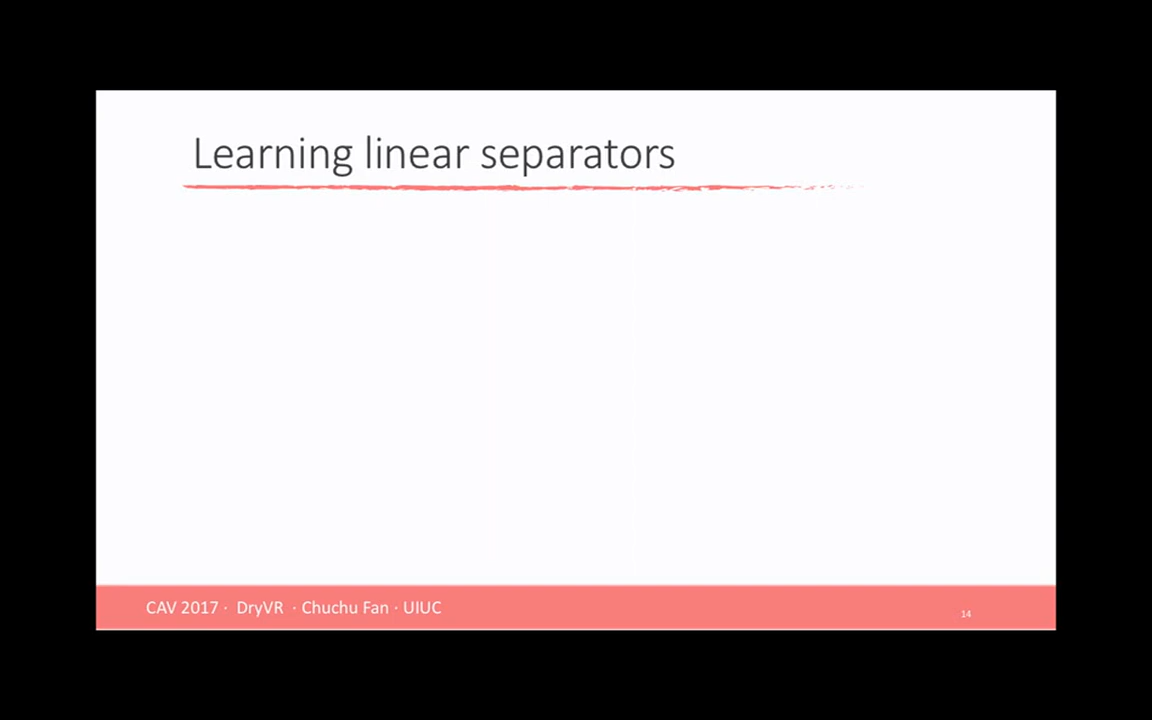 Learning linear separators
CAV 2017 · DryVR · Chuchu Fan · UIUC
14